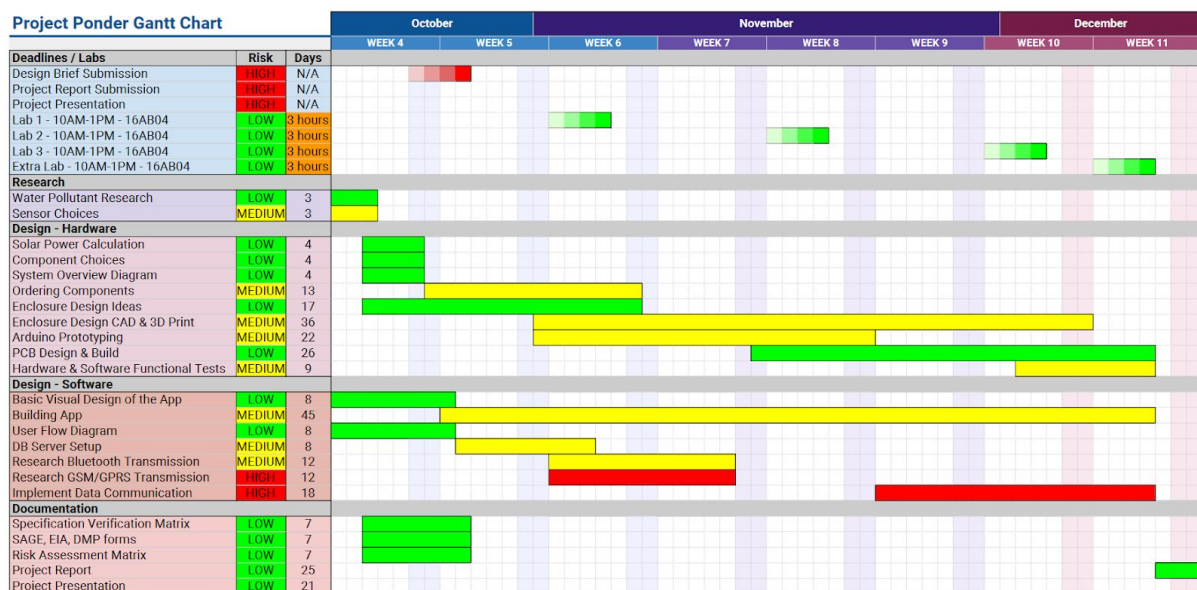 Project Ponder Gantt Chart October November December
WEEK 4 WEEK 5 WEEK 6 WEEK 7 WEEK 8 WEEK 9 WEEK 10 WEEK 11
Deadlines / Labs Risk Days
Design Brief Submission HIGH N/A
Project Report Submission HIGH N/A
Project Presentation HIGH N/A
Lab 1 - 10AM-1PM - 16AB04 LOW 3 hours
Lab 2 - 10AM-1PM - 16AB04 LOW 3 hours
Lab 3 - 10AM-1PM - 16AB04 LOW 3 hours
Extra Lab - 10AM-1PM - 16AB04 LOW 3 hours
Research
Water Pollutant Research LOW 3
Sensor Choices MEDIUM 3
Design - Hardware
Solar Power Calculation LOW 4
Component Choices LOW 4
System Overview Diagram LOW 4
Ordering Components MEDIUM 13
Enclosure Design Ideas LOW 17
Enclosure Design CAD & 3D Print MEDIUM 36
Arduino Prototyping MEDIUM 22
PCB Design & Build LOW 26
Hardware & Software Functional Tests MEDIUM 9
Design - Software
Basic Visual Design of the App LOW 8
Building App MEDIUM 45
User Flow Diagram LOW 8
DB Server Setup MEDIUM 8
Research Bluetooth Transmission MEDIUM 12
Research GSM/GPRS Transmission HIGH 12
Implement Data Communication HIGH 18
Documentation
Specification Verification Matrix LOW 7
SAGE, EIA, DMP forms LOW 7
Risk Assessment Matrix LOW 7
Project Report LOW 25
Project Presentation LOW 21